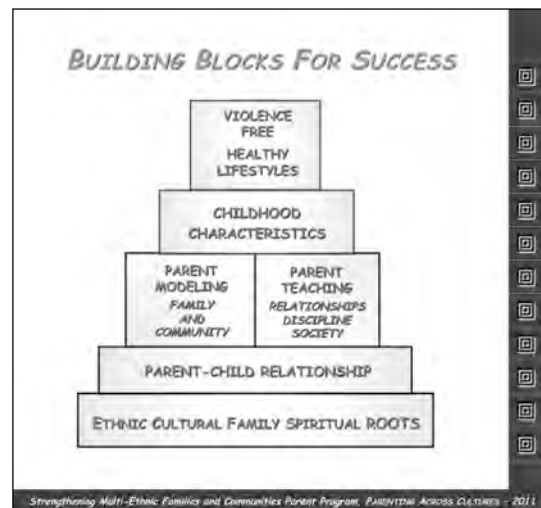 BUILDING BLOCKS FOR SUCCESS
VIOLENCE
FREE
HEALTHY
LIFESTYLES
CHILDHOOD
CHARACTERISTICS
PARENT
MODELING
FAMILY
AND
COMMUNITY
PARENT
TEACHING
RELATIONSHIPS
DISCIPLINE
SOCIETY
PARENT-CHILD RELATIONSHIP
ETHNIC CULTURAL FAMILY SPIRITUAL ROOTS
Strengthening Multi-Ethnic Families and Communities Parent Program, PARENTING ACROSS CULTURES - 2011